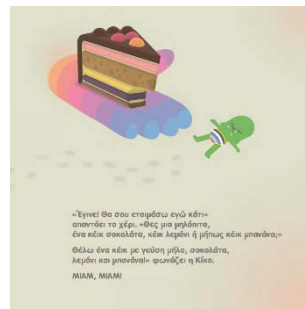 «Έγινε! Θα σου ετοιμάσω εγώ κάτι»
απαντάει το χέρι. «Θες μια μηλόπιτα,
ένα κέικ σοκολάτα, κέικ λεμόνι ή μήπως κέικ μπανάνα;»
Θέλω ένα κέικ με γεύση μήλο, σοκολάτα,
λεμόνι και μπανάνα!» φωνάζει η Κίκο.
ΜΙΑΜ, ΜΙΑΜ!